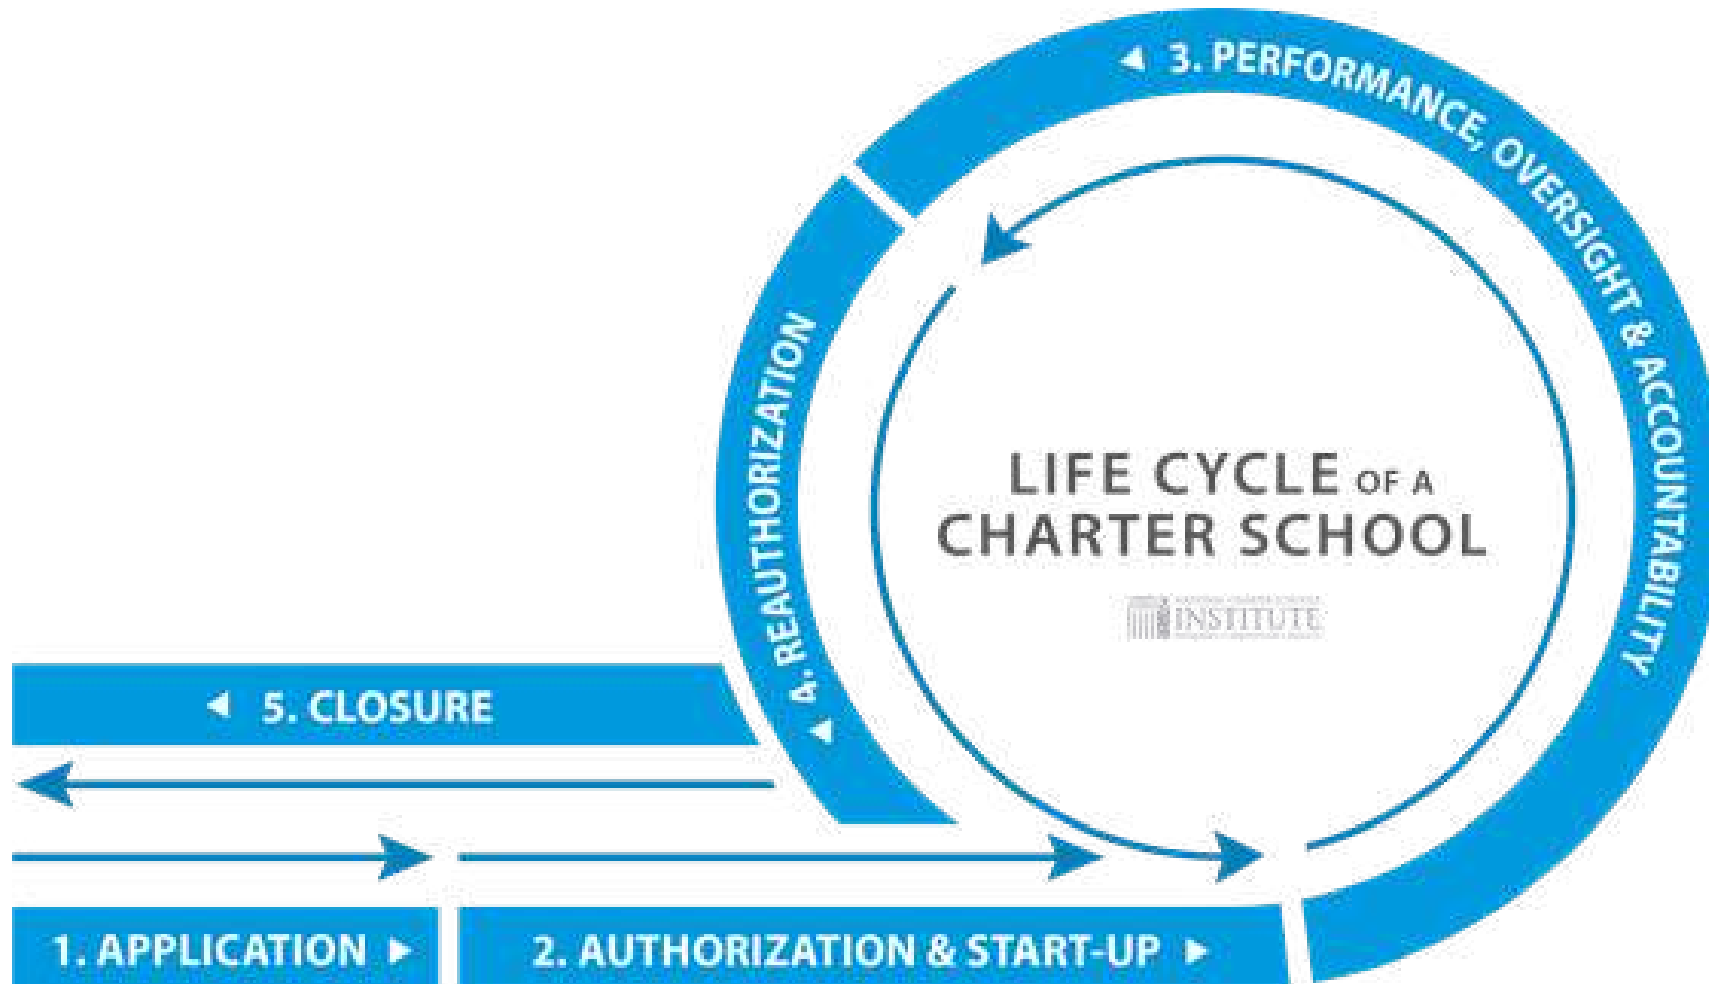 ◄ 3. PERFORMANCE, OVERSIGHT & ACCOUNTABILITY
◄ 4. REAUTHORIZATION
LIFE CYCLE OF A
CHARTER SCHOOL
INSTITUTE
◄ 5. CLOSURE
1. APPLICATION ►
2. AUTHORIZATION & START-UP ►